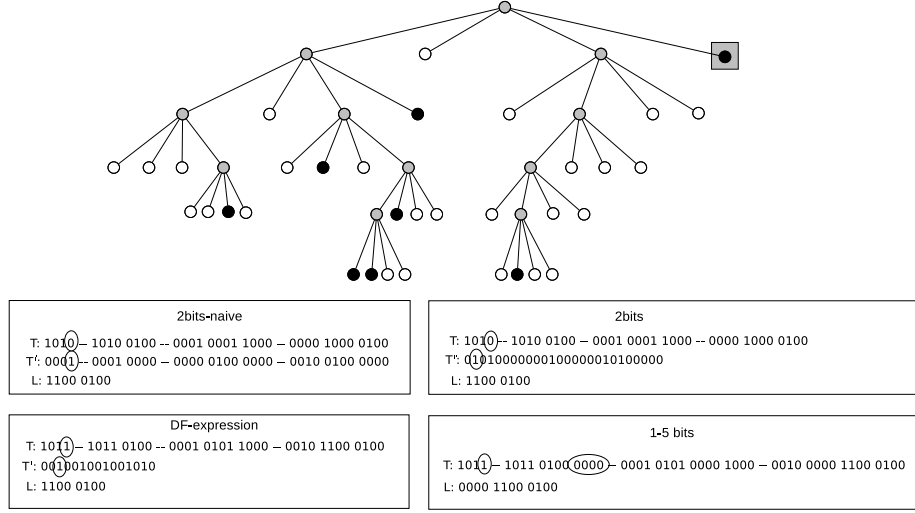 2bits-naive
T: 1010 – 1010 0100 -- 0001 0001 1000 – 0000 1000 0100
T': 0001 -- 0001 0000 – 0000 0100 0000 – 0010 0100 0000
L: 1100 0100
2bits
T: 1010 -- 1010 0100 – 0001 0001 1000 -- 0000 1000 0100
T'': 01010000000100000010100000
L: 1100 0100
DF-expression
T: 1011 – 1011 0100 -- 0001 0101 1000 – 0010 1100 0100
T': 001001001001010
L: 1100 0100
1-5 bits
T: 1011 – 1011 0100 0000 – 0001 0101 0000 1000 – 0010 0000 1100 0100
L: 0000 1100 0100